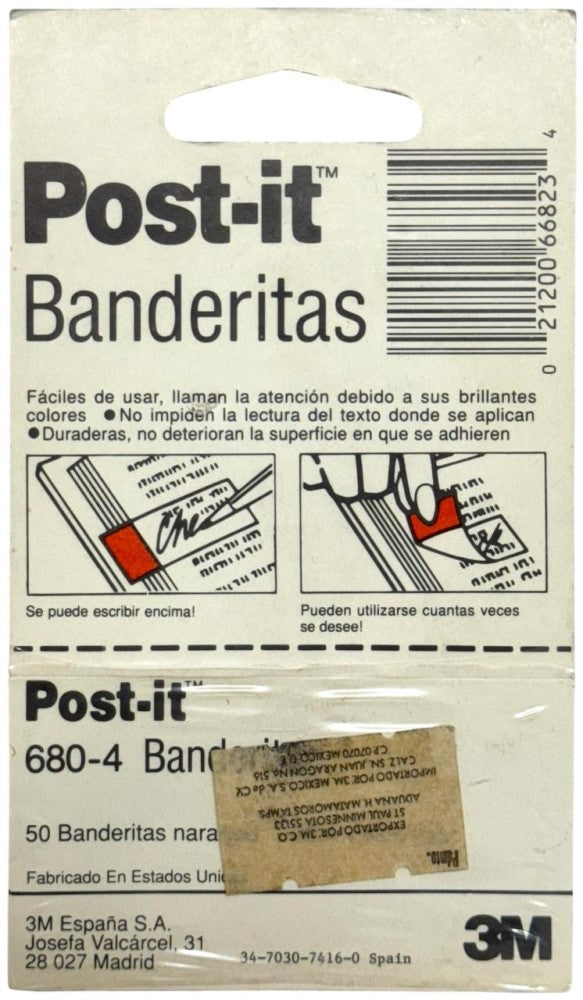 Post-it™
Banderitas
0 21200 66823 4
Fáciles de usar, llaman la atención debido a sus brillantes
colores ●No impiden la lectura del texto donde se aplican
●Duraderas, no deterioran la superficie en que se adhieren
Se puede escribir encima!
Pueden utilizarse cuantas veces
se desee!
Post-it™
680-4
50 Banderitas
Fabricado En Estados
EXPORTADO POR: 3M. CO.
ST PAUL MINNESOTA 55133
ADUANA H. MATAMOROS TAMPS.
IMPORTADO POR: 3M, MEXICO, S.A. de C.V.
CALZ. SN. JUAN ARAGON No. 516
C.P. 07070 MEXICO, D.F.
3M España S.A.
Josefa Valcárcel, 31
28 027 Madrid
34-7030-7416-0 Spain
3M